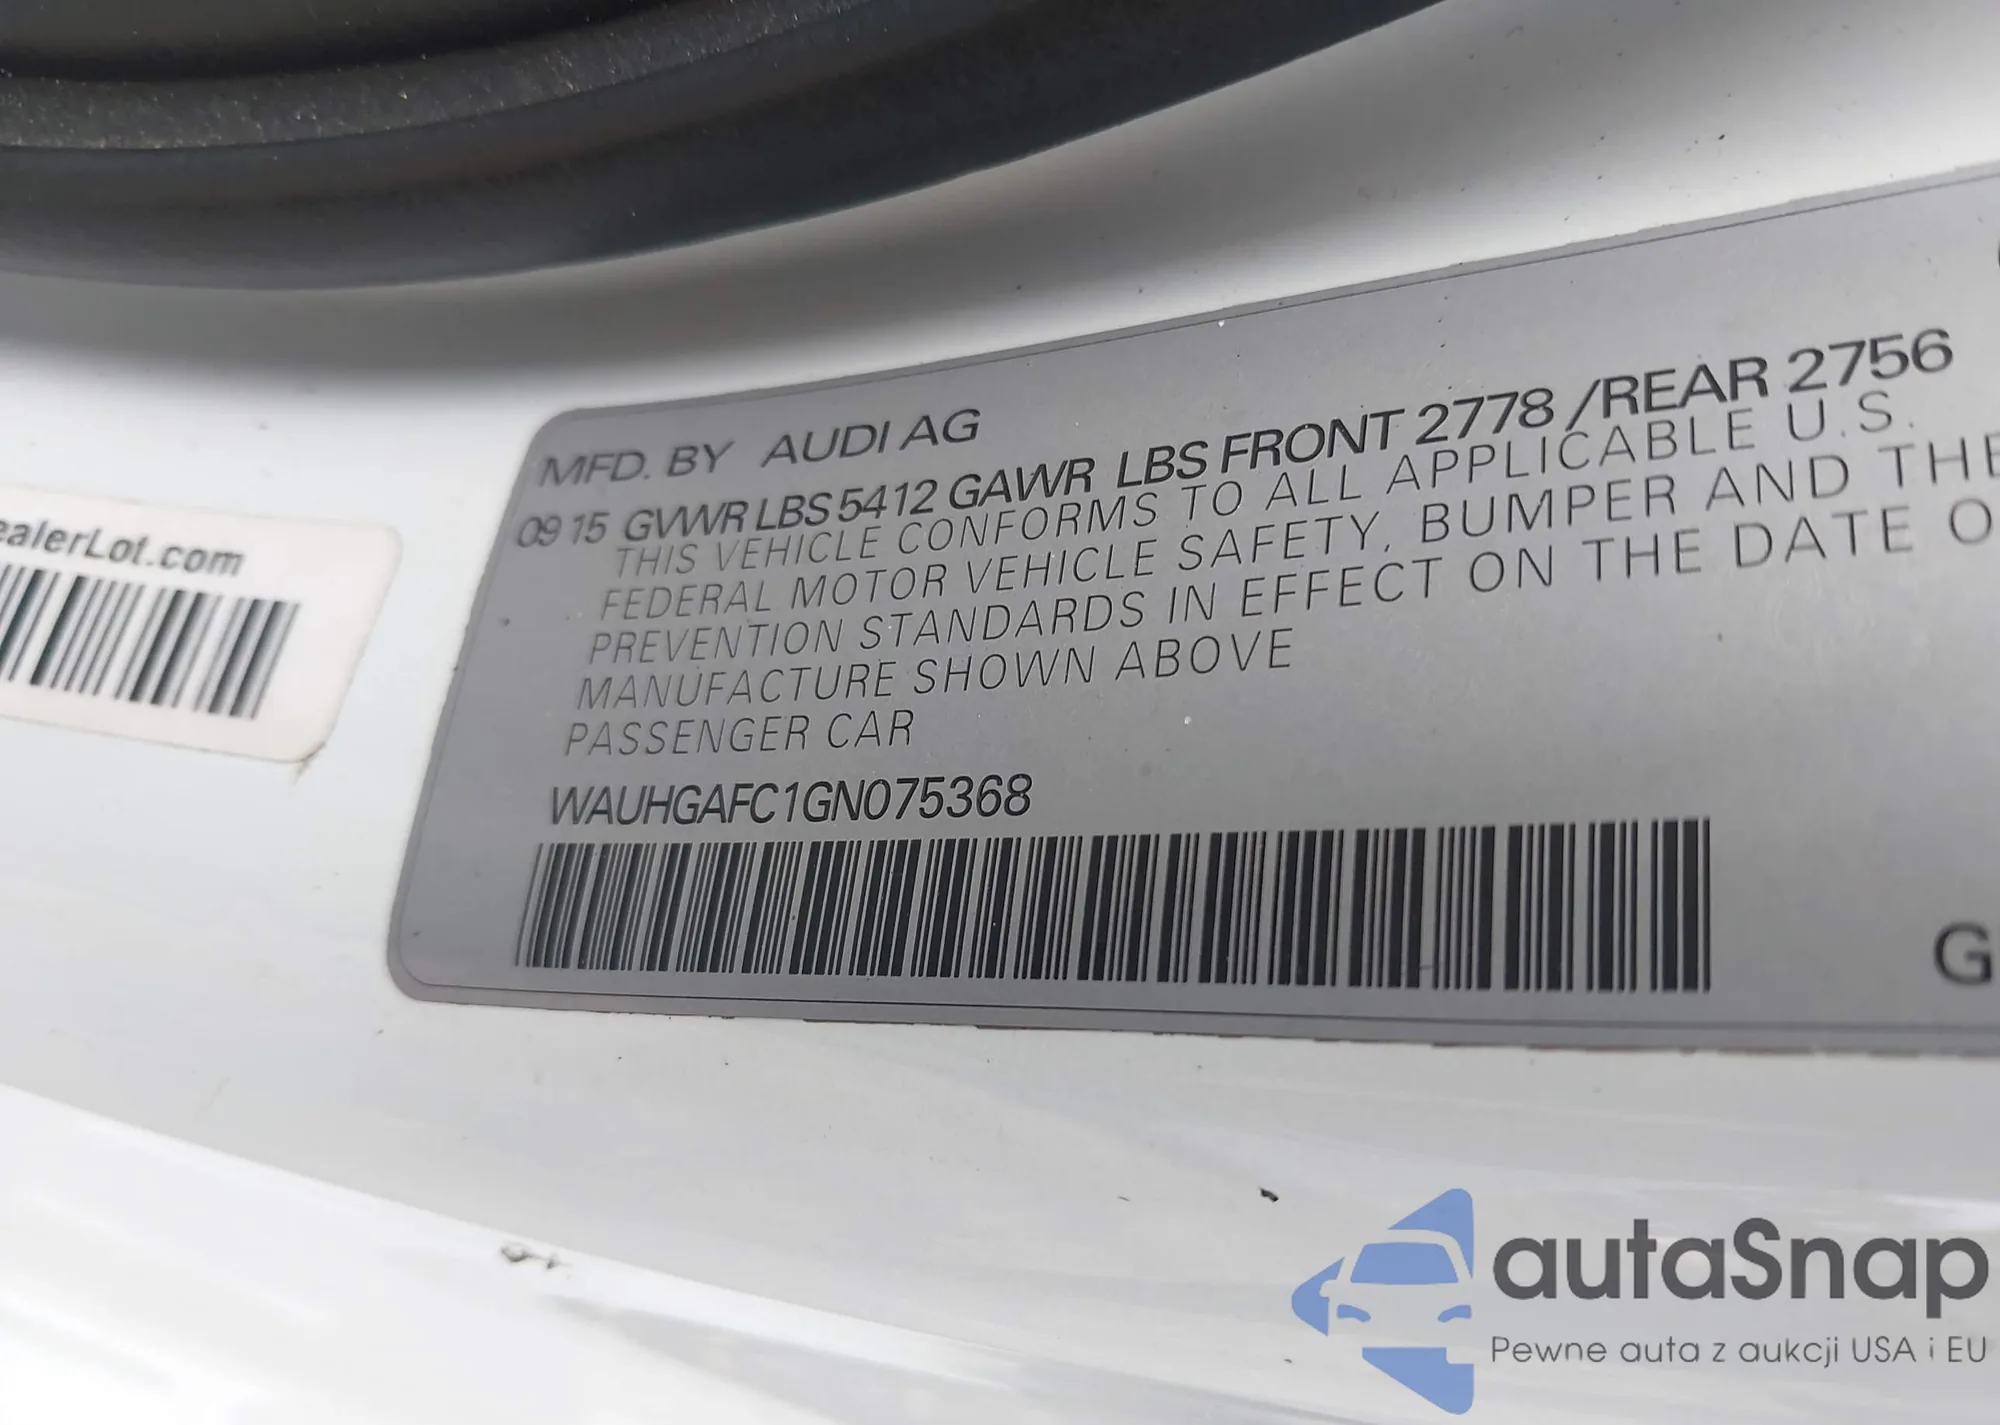 MFD. BY AUDI AG
09 15 GVWR LBS 5412 GAWR LBS FRONT 2778 /REAR 2756
THIS VEHICLE CONFORMS TO ALL APPLICABLE U.S.
FEDERAL MOTOR VEHICLE SAFETY, BUMPER AND THE
PREVENTION STANDARDS IN EFFECT ON THE DATE O
MANUFACTURE SHOWN ABOVE
PASSENGER CAR
WAUHGAFC1GN075368
G
ealerLot.com
autaSnap
Pewne auta z aukcji USA i EU